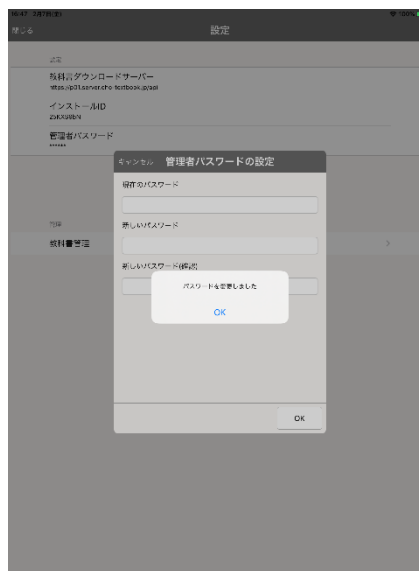 閉じる
設定
100%
設定
教科書ダウンロードサーバー
インストールID
管理者パスワード
******
キャンセル
管理者パスワードの設定
現在のパスワード
新しいパスワード
新しいパスワード(確認)
パスワードを変更しました
OK
教科書管理
OK